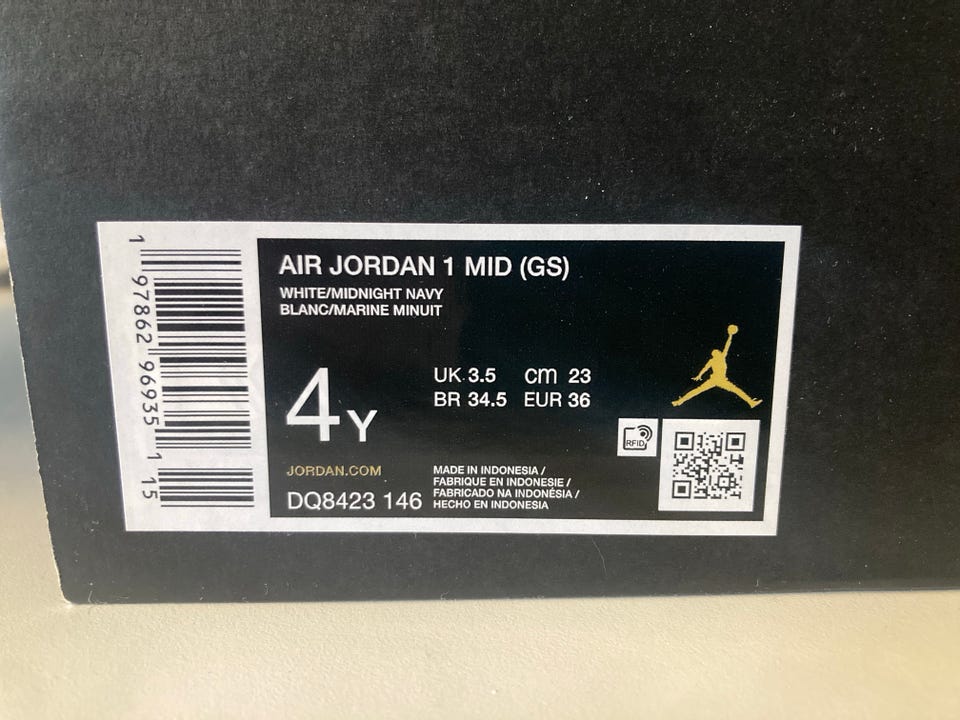 1 97862 96935 1 15
AIR JORDAN 1 MID (GS)
WHITE/MIDNIGHT NAVY
BLANC/MARINE MINUIT
4Y
UK 3.5 cm 23
BR 34.5 EUR 36
RFID
JORDAN.COM
DQ8423 146
MADE IN INDONESIA /
FABRIQUE EN INDONESIE /
FABRICADO NA INDONÉSIA /
HECHO EN INDONESIA